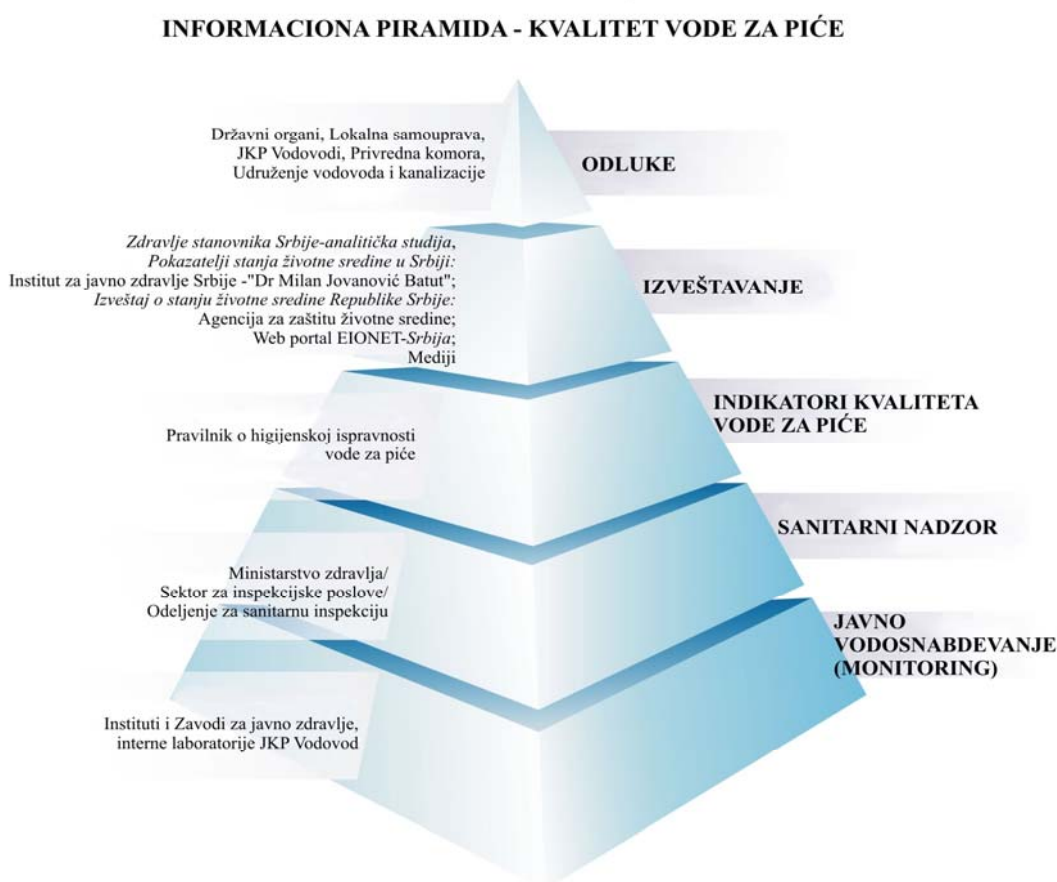 INFORMACIONA PIRAMIDA - KVALITET VODE ZA PIĆE
Državni organi, Lokalna samouprava,
JKP Vodovodi, Privredna komora,
Udruženje vodovoda i kanalizacije
ODLUKE
Zdravlje stanovnika Srbije-analitička studija,
Pokazatelji stanja životne sredine u Srbiji:
Institut za javno zdravlje Srbije -"Dr Milan Jovanović Batut";
Izveštaj o stanju životne sredine Republike Srbije:
Agencija za zaštitu životne sredine;
Web portal EIONET-Srbija;
Mediji
IZVEŠTAVANJE
Pravilnik o higijenskoj ispravnosti
vode za piće
INDIKATORI KVALITETA
VODE ZA PIĆE
Ministarstvo zdravlja/
Sektor za inspekcijske poslove/
Odeljenje za sanitarnu inspekciju
SANITARNI NADZOR
Instituti i Zavodi za javno zdravlje,
interne laboratorije JKP Vodovod
JAVNO
VODOSNABDEVANJE
(MONITORING)